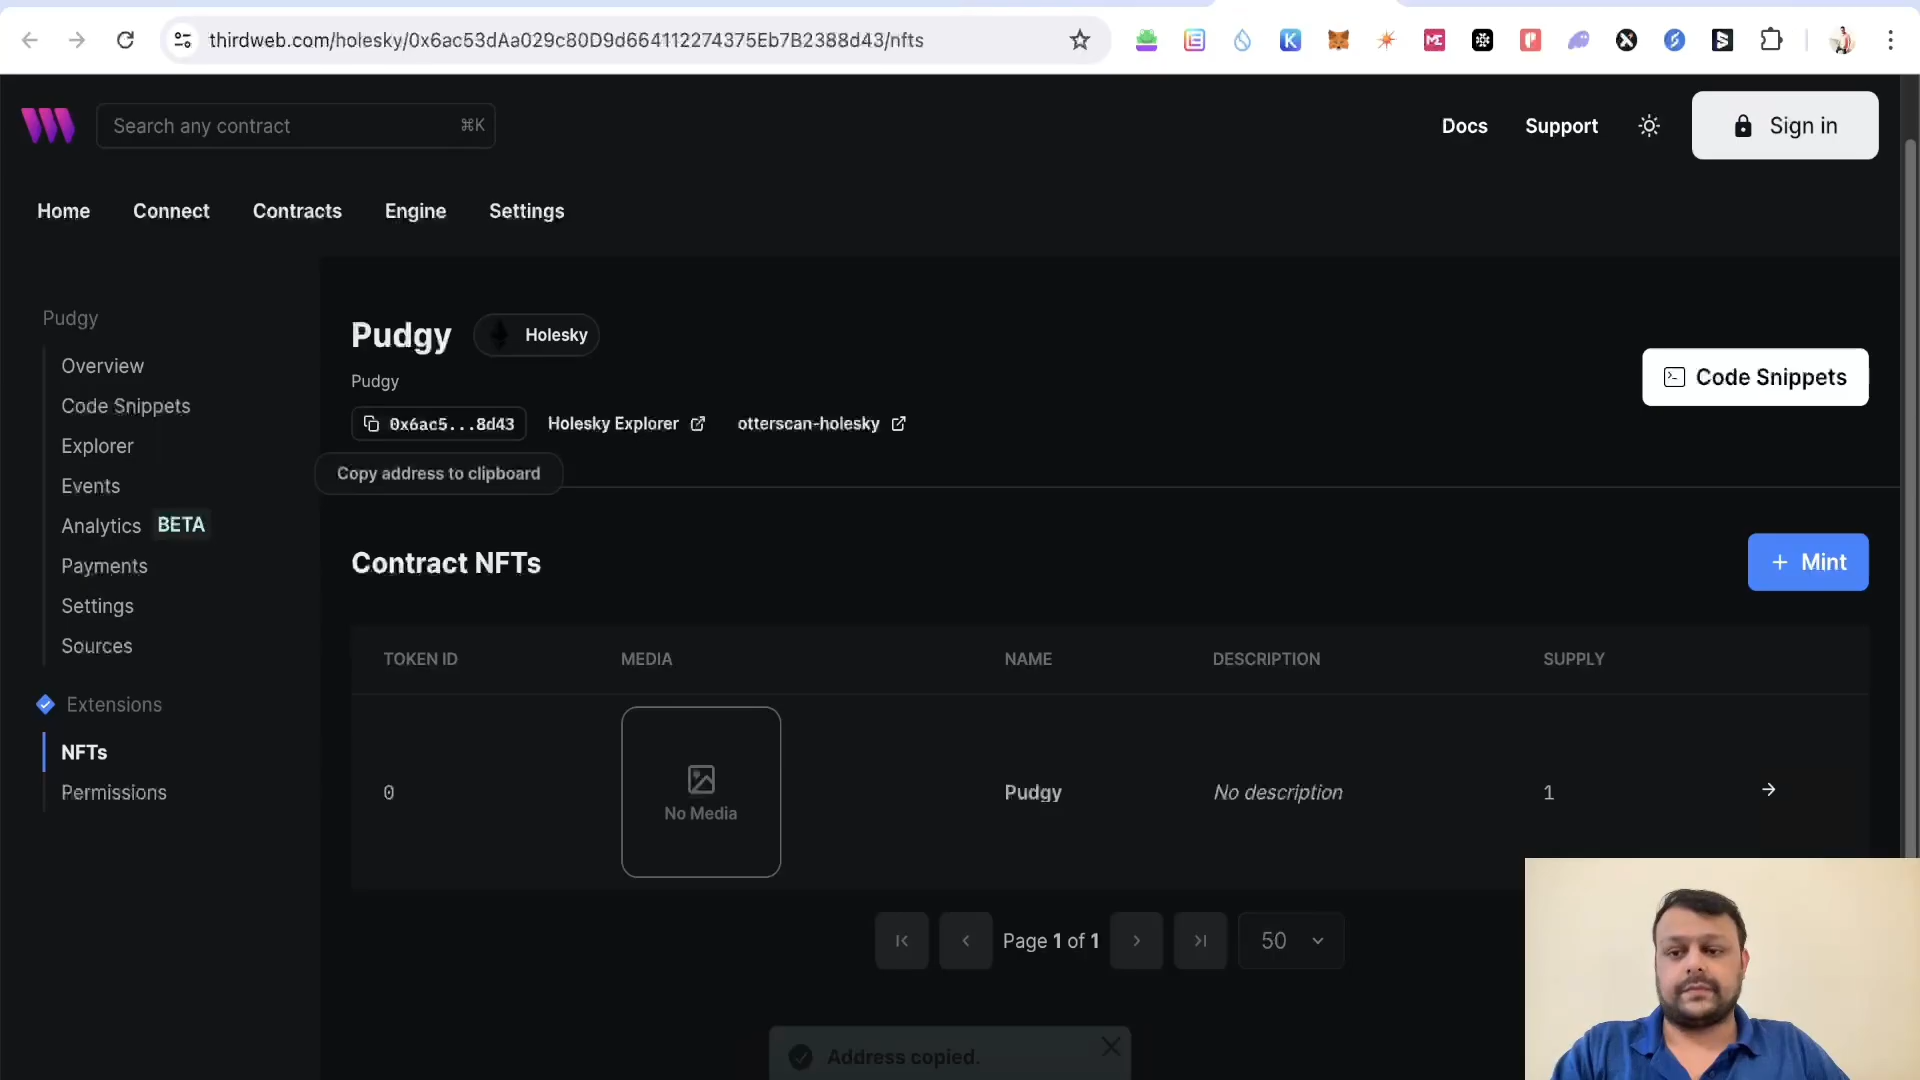 thirdweb.com/holesky/0x6ac53dAa029c80D9d664112274375Eb7B2388d43/nfts
Search any contract ⌘K
Docs
Support
Sign in
Home
Connect
Contracts
Engine
Settings
Pudgy
Overview
Code Snippets
Explorer
Events
Analytics BETA
Payments
Settings
Sources
Extensions
NFTs
Permissions
Pudgy
Holesky
Pudgy
0x6ac5...8d43
Holesky Explorer
otterscan-holesky
Copy address to clipboard
Code Snippets
Contract NFTs
+ Mint
TOKEN ID MEDIA NAME DESCRIPTION SUPPLY
0 No Media Pudgy No description 1
Page 1 of 1
50
Address copied.